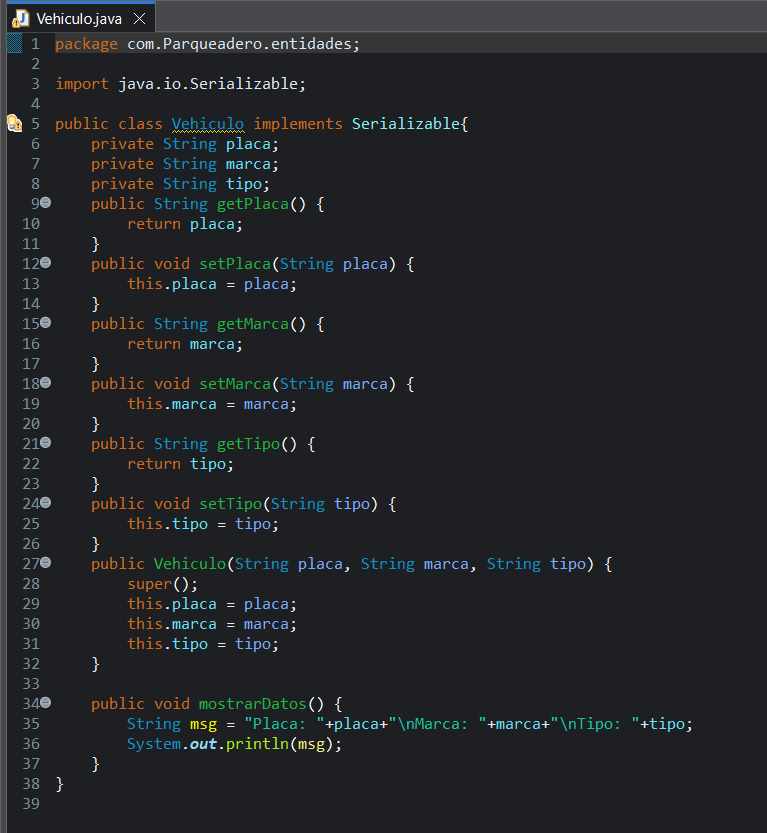 Vehiculo.java
1 package com.Parqueadero.entidades;
2
3 import java.io.Serializable;
4
5 public class Vehiculo implements Serializable{
6     private String placa;
7     private String marca;
8     private String tipo;
9     public String getPlaca() {
10         return placa;
11     }
12     public void setPlaca(String placa) {
13         this.placa = placa;
14     }
15     public String getMarca() {
16         return marca;
17     }
18     public void setMarca(String marca) {
19         this.marca = marca;
20     }
21     public String getTipo() {
22         return tipo;
23     }
24     public void setTipo(String tipo) {
25         this.tipo = tipo;
26     }
27     public Vehiculo(String placa, String marca, String tipo) {
28         super();
29         this.placa = placa;
30         this.marca = marca;
31         this.tipo = tipo;
32     }
33
34     public void mostrarDatos() {
35         String msg = "Placa: "+placa+"\nMarca: "+marca+"\nTipo: "+tipo;
36         System.out.println(msg);
37     }
38 }
39